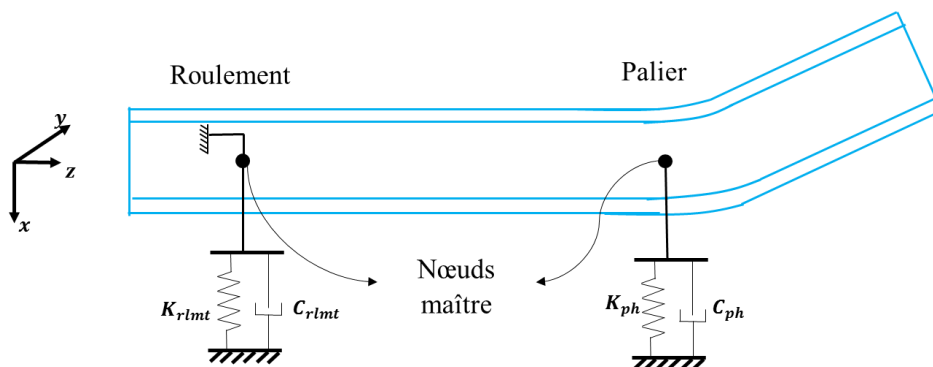 Roulement
Palier
y
z
x
Nœuds
maître
K_rlmt
C_rlmt
K_ph
C_ph